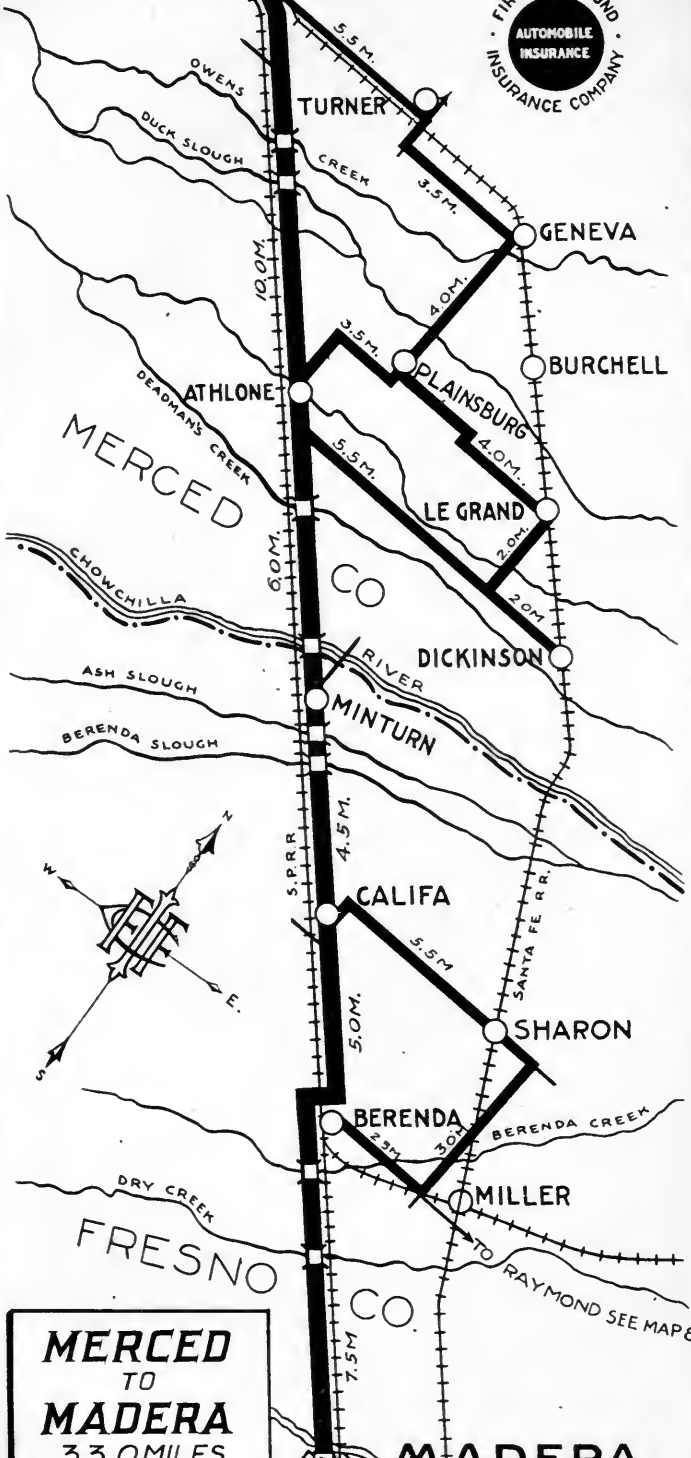 AUTOMOBILE
INSURANCE
INSURANCE COMPANY
5.5 M.
OWENS CREEK
TURNER
DUCK SLOUGH
3.5 M.
GENEVA
10.0M.
4.0M.
3.5M.
BURCHELL
PLAINSBURG
ATHLONE
DEADMAN'S CREEK
MERCED CO
5.5M.
4.0M..
LE GRAND
2.0M.
6.0M.
2.0M
CHOWCHILLA RIVER
DICKINSON
ASH SLOUGH
MINTURN
BERENDA SLOUGH
4.5M.
S.P.R.R
N
W
E.
S
CALIFA
5.5M
SANTA FE R.R.
5.0M.
SHARON
BERENDA
BERENDA CREEK
2.5M
3.0M
DRY CREEK
MILLER
FRESNO CO
TO RAYMOND SEE MAP
7.5M
MERCED
TO
MADERA
33.0 MILES
MADERA